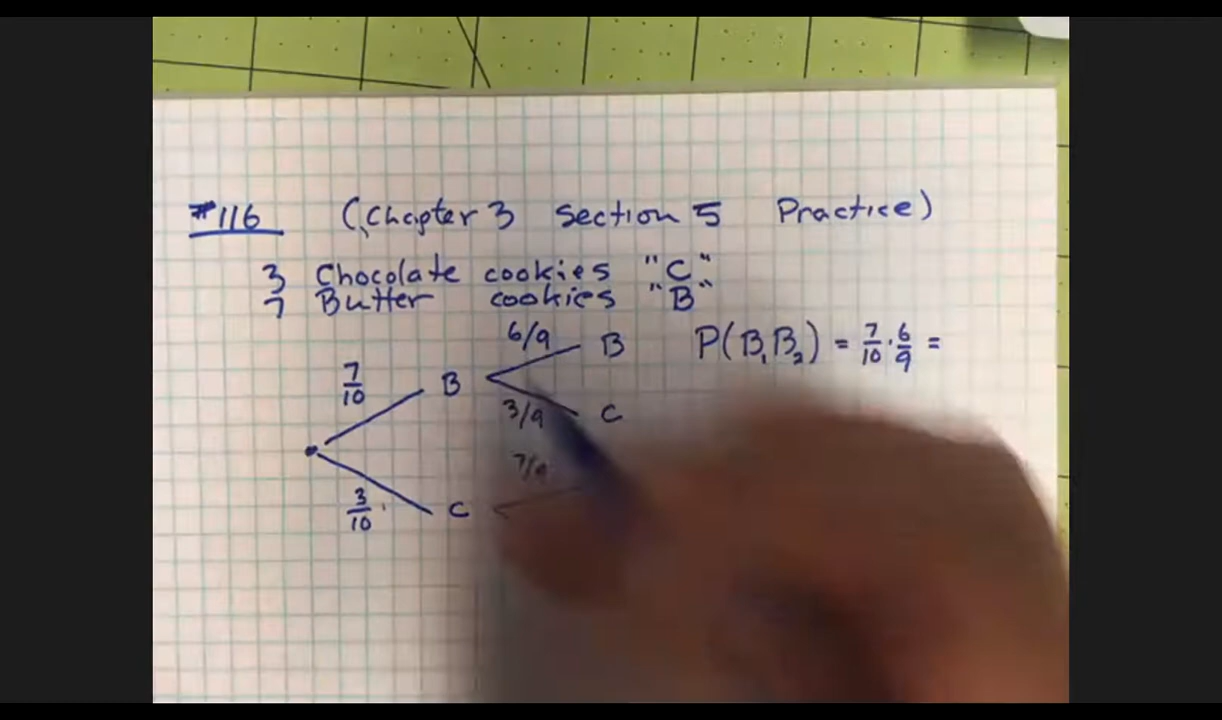 #116 (Chapter 3 Section 5 Practice)
3 Chocolate cookies "C"
7 Butter cookies "B"
6/9 B P(B₁B₂) = 7/10 · 6/9 =
7/10 B
3/9 C
7/9
3/10 C